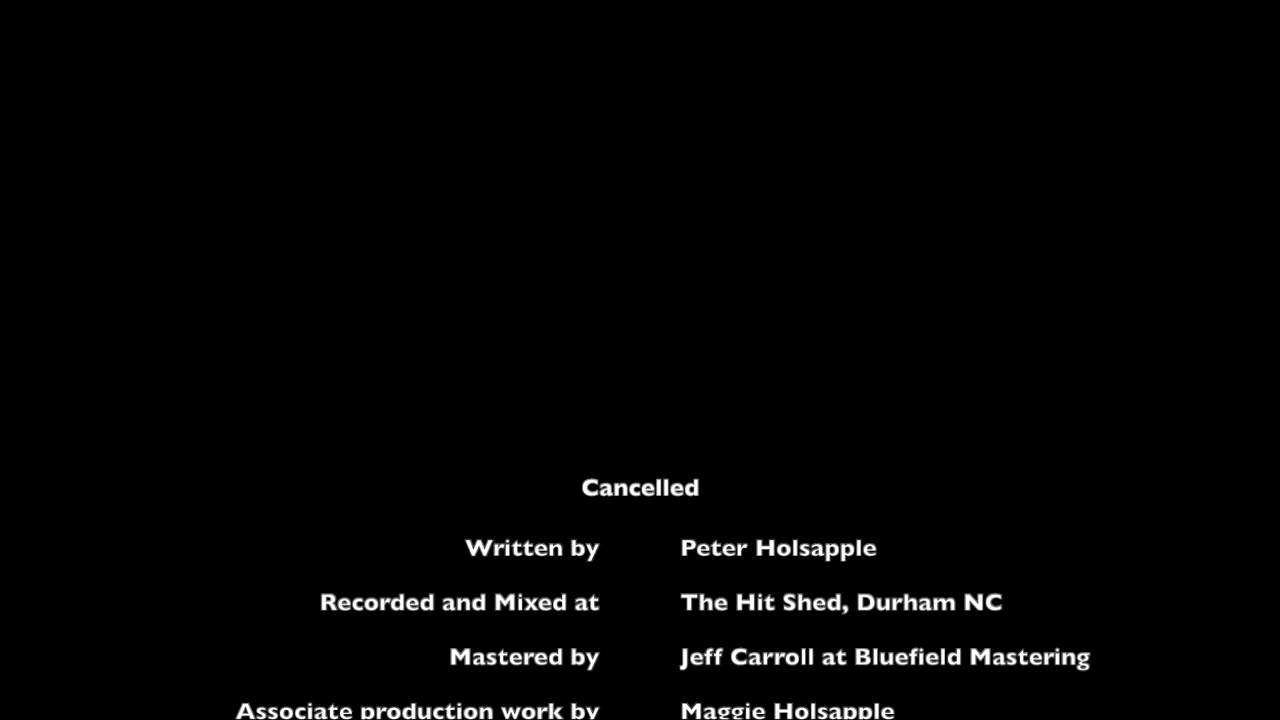 Cancelled
Written by Peter Holsapple
Recorded and Mixed at The Hit Shed, Durham NC
Mastered by Jeff Carroll at Bluefield Mastering
Associate production work by Maggie Holsapple